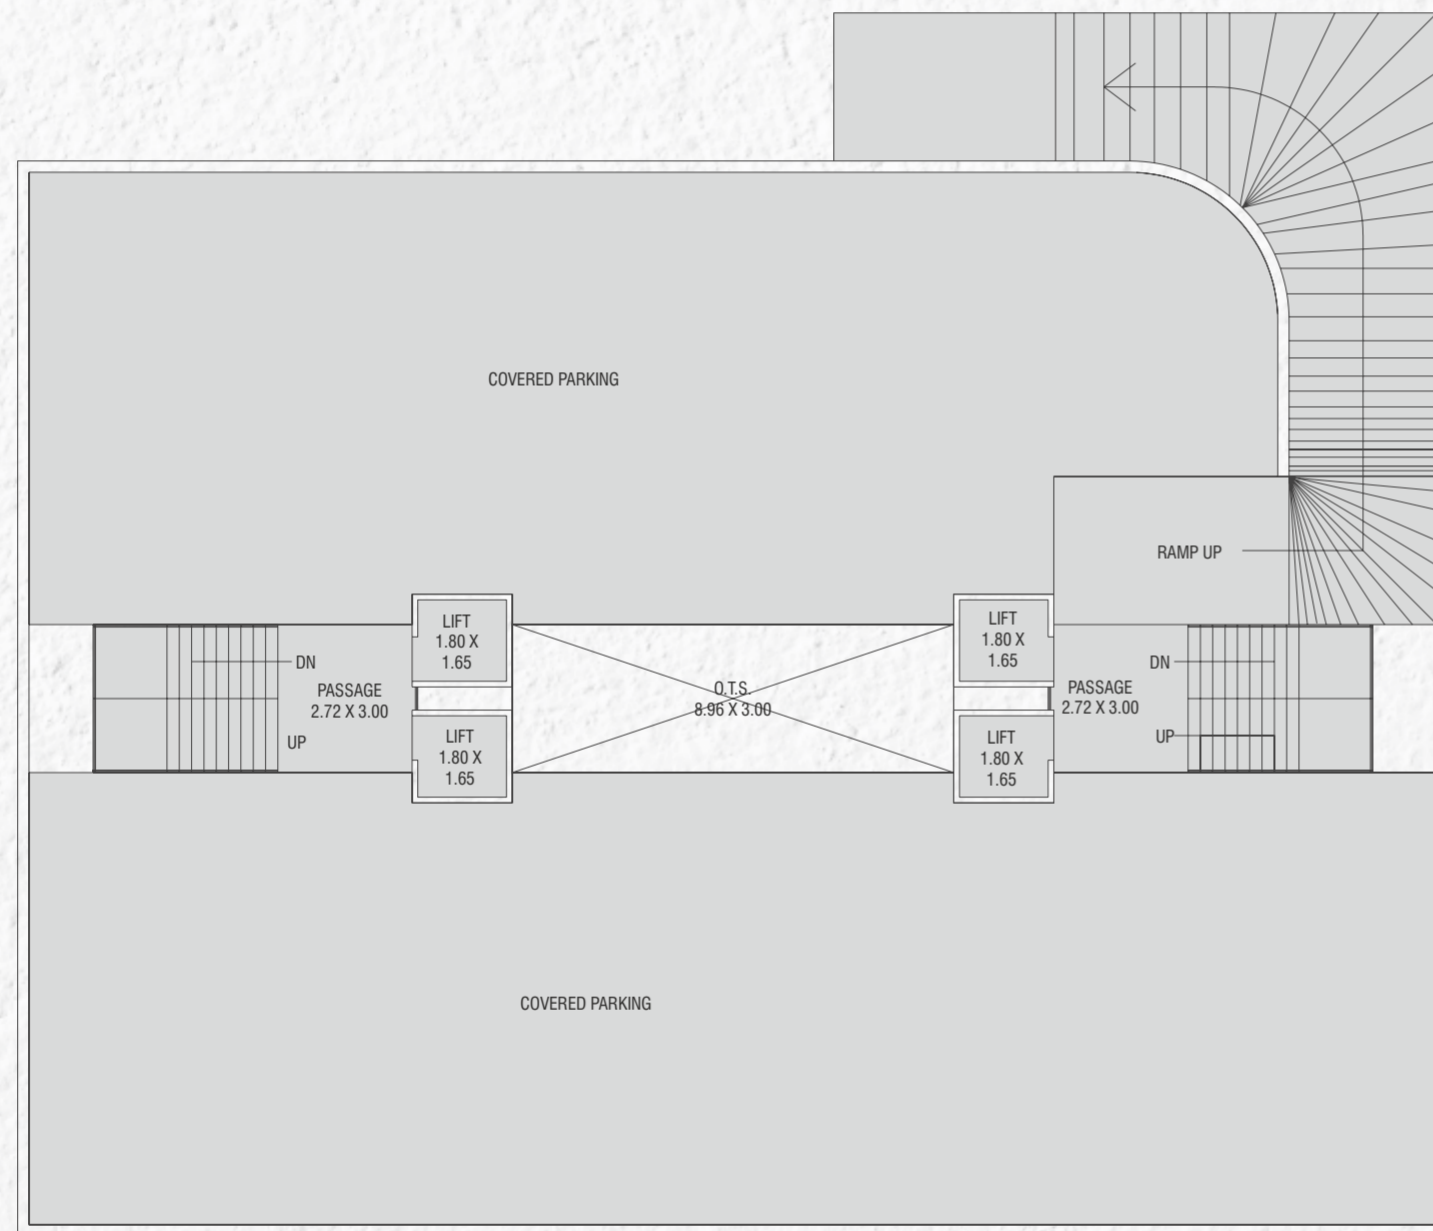 COVERED PARKING
RAMP UP
LIFT
1.80 X
1.65
LIFT
1.80 X
1.65
DN
PASSAGE
2.72 X 3.00
UP
O.T.S.
8.96 X 3.00
DN
PASSAGE
2.72 X 3.00
UP
LIFT
1.80 X
1.65
LIFT
1.80 X
1.65
COVERED PARKING